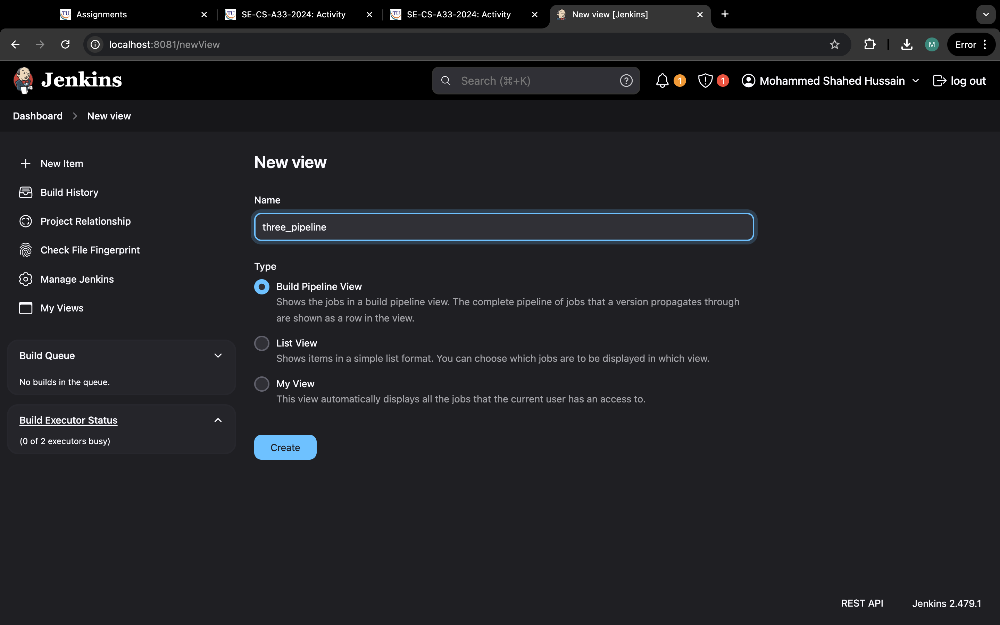 Assignments
SE-CS-A33-2024: Activity
SE-CS-A33-2024: Activity
New view [Jenkins]
localhost:8081/newView
M
Error
Jenkins
Search (⌘+K)
1
1
Mohammed Shahed Hussain
log out
Dashboard
New view
New Item
Build History
Project Relationship
Check File Fingerprint
Manage Jenkins
My Views
Build Queue
No builds in the queue.
Build Executor Status
(0 of 2 executors busy)
New view
Name
three_pipeline
Type
Build Pipeline View
Shows the jobs in a build pipeline view. The complete pipeline of jobs that a version propagates through
are shown as a row in the view.
List View
Shows items in a simple list format. You can choose which jobs are to be displayed in which view.
My View
This view automatically displays all the jobs that the current user has an access to.
Create
REST API
Jenkins 2.479.1